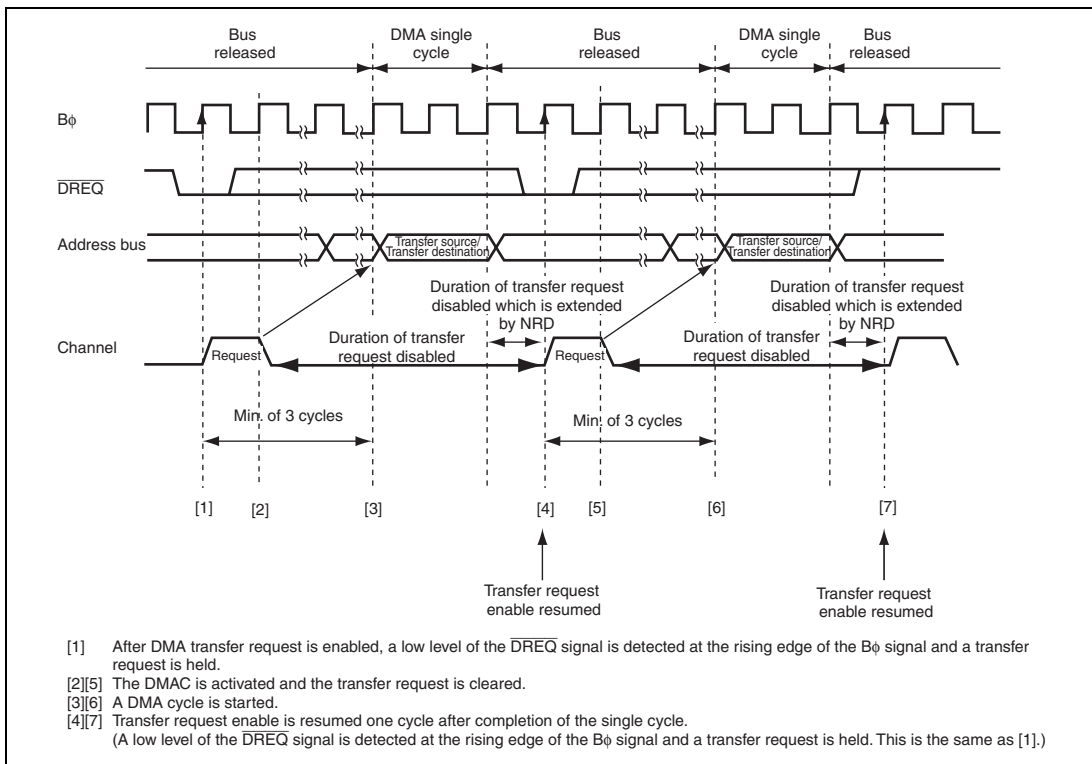 Bus released
DMA single cycle
Bus released
DMA single cycle
Bus released
Bϕ
DREQ
Address bus
Transfer source/
Transfer destination
Transfer source/
Transfer destination
Duration of transfer request
disabled which is extended
by NRD
Duration of transfer request
disabled which is extended
by NRD
Channel
Request
Duration of transfer
request disabled
Request
Duration of transfer
request disabled
Min. of 3 cycles
Min. of 3 cycles
[1]
[2]
[3]
[4]
[5]
[6]
[7]
Transfer request
enable resumed
Transfer request
enable resumed
[1] After DMA transfer request is enabled, a low level of the DREQ signal is detected at the rising edge of the Bϕ signal and a transfer
request is held.
[2][5] The DMAC is activated and the transfer request is cleared.
[3][6] A DMA cycle is started.
[4][7] Transfer request enable is resumed one cycle after completion of the single cycle.
(A low level of the DREQ signal is detected at the rising edge of the Bϕ signal and a transfer request is held. This is the same as [1].)